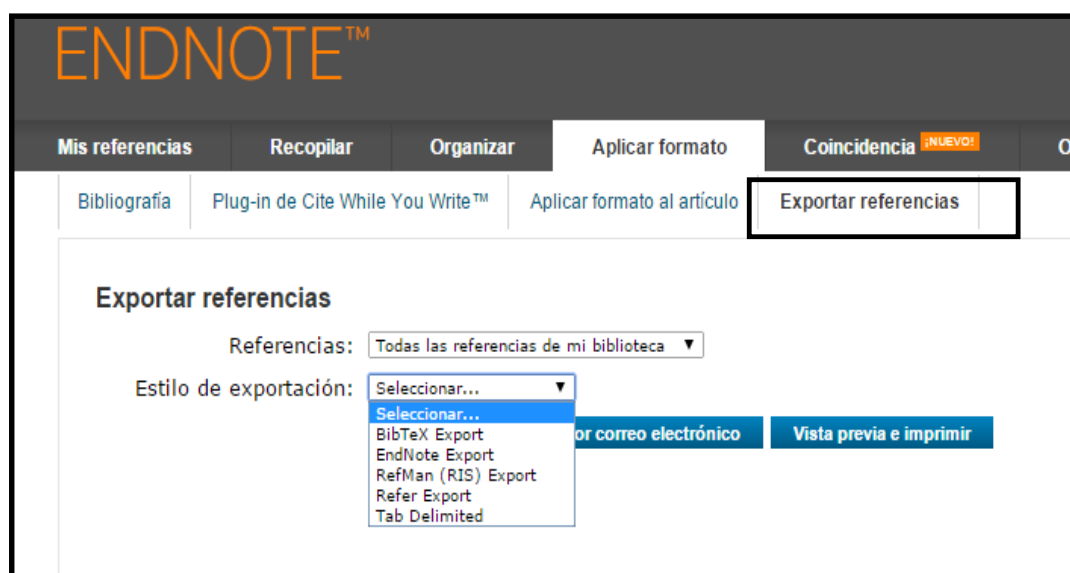 ENDNOTE™
Mis referencias Recopilar Organizar Aplicar formato Coincidencia ¡NUEVO!
Bibliografía Plug-in de Cite While You Write™ Aplicar formato al artículo Exportar referencias
Exportar referencias
Referencias: Todas las referencias de mi biblioteca ▼
Estilo de exportación: Seleccionar... ▼
Seleccionar...
BibTeX Export or correo electrónico Vista previa e imprimir
EndNote Export
RefMan (RIS) Export
Refer Export
Tab Delimited